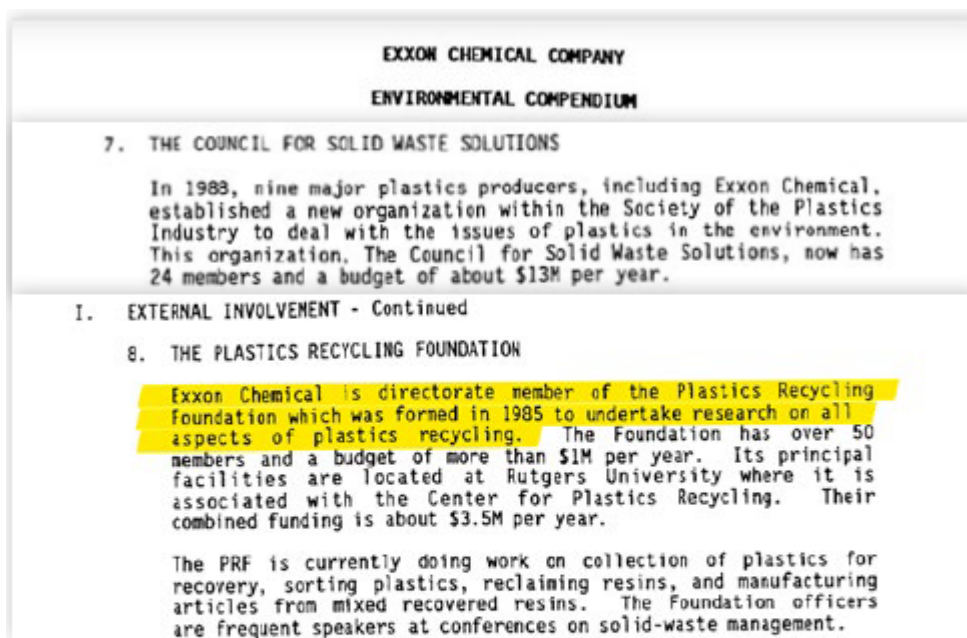 EXXON CHEMICAL COMPANY
ENVIRONMENTAL COMPENDIUM
7. THE COUNCIL FOR SOLID WASTE SOLUTIONS
In 1988, nine major plastics producers, including Exxon Chemical,
established a new organization within the Society of the Plastics
Industry to deal with the issues of plastics in the environment.
This organization, The Council for Solid Waste Solutions, now has
24 members and a budget of about $13M per year.
I. EXTERNAL INVOLVEMENT - Continued
8. THE PLASTICS RECYCLING FOUNDATION
Exxon Chemical is directorate member of the Plastics Recycling
Foundation which was formed in 1985 to undertake research on all
aspects of plastics recycling. The Foundation has over 50
members and a budget of more than $1M per year. Its principal
facilities are located at Rutgers University where it is
associated with the Center for Plastics Recycling. Their
combined funding is about $3.5M per year.
The PRF is currently doing work on collection of plastics for
recovery, sorting plastics, reclaiming resins, and manufacturing
articles from mixed recovered resins. The Foundation officers
are frequent speakers at conferences on solid-waste management.